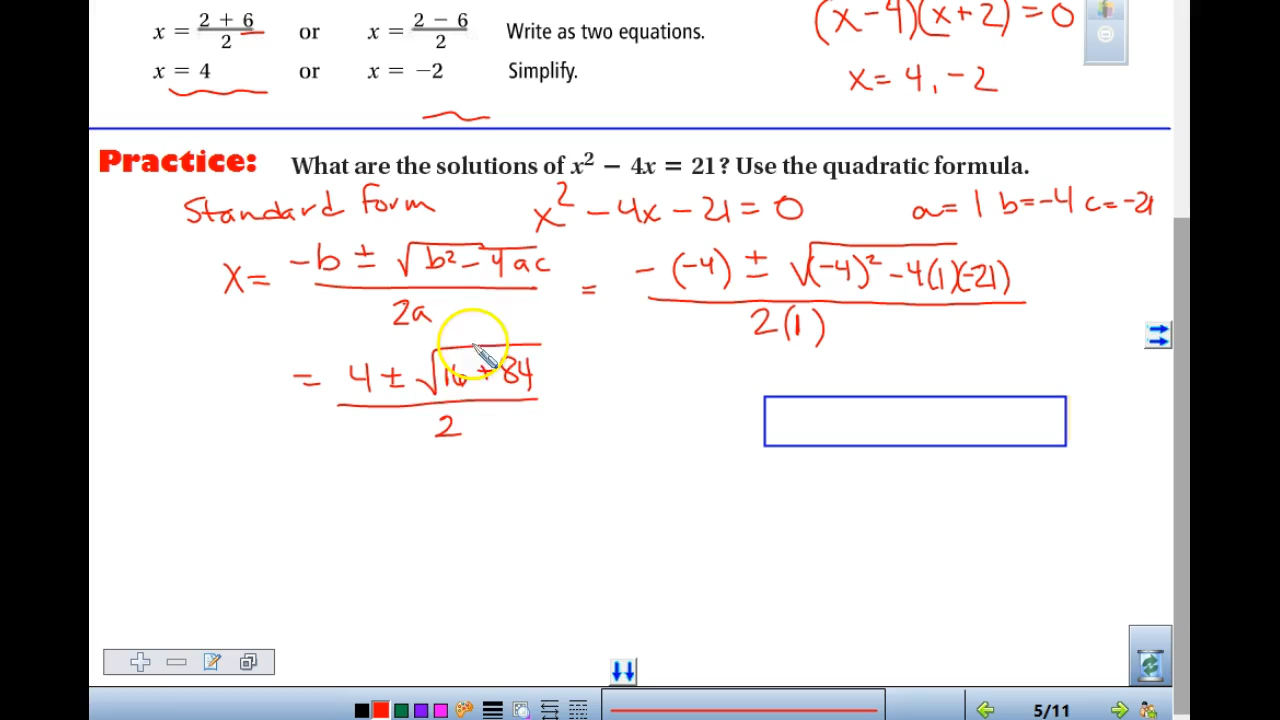 x = (2 + 6)/2 or x = (2 − 6)/2 Write as two equations.
(x-4)(x+2) = 0
x = 4 or x = −2 Simplify.
x = 4, -2
Practice: What are the solutions of x² − 4x = 21? Use the quadratic formula.
Standard Form x² - 4x - 21 = 0 a = 1 b = -4 c = -21
x = (-b ± √(b² - 4ac))/2a = (-(-4) ± √((-4)² - 4(1)(-21)))/2(1)
= (4 ± √(16 + 84))/2
5/11